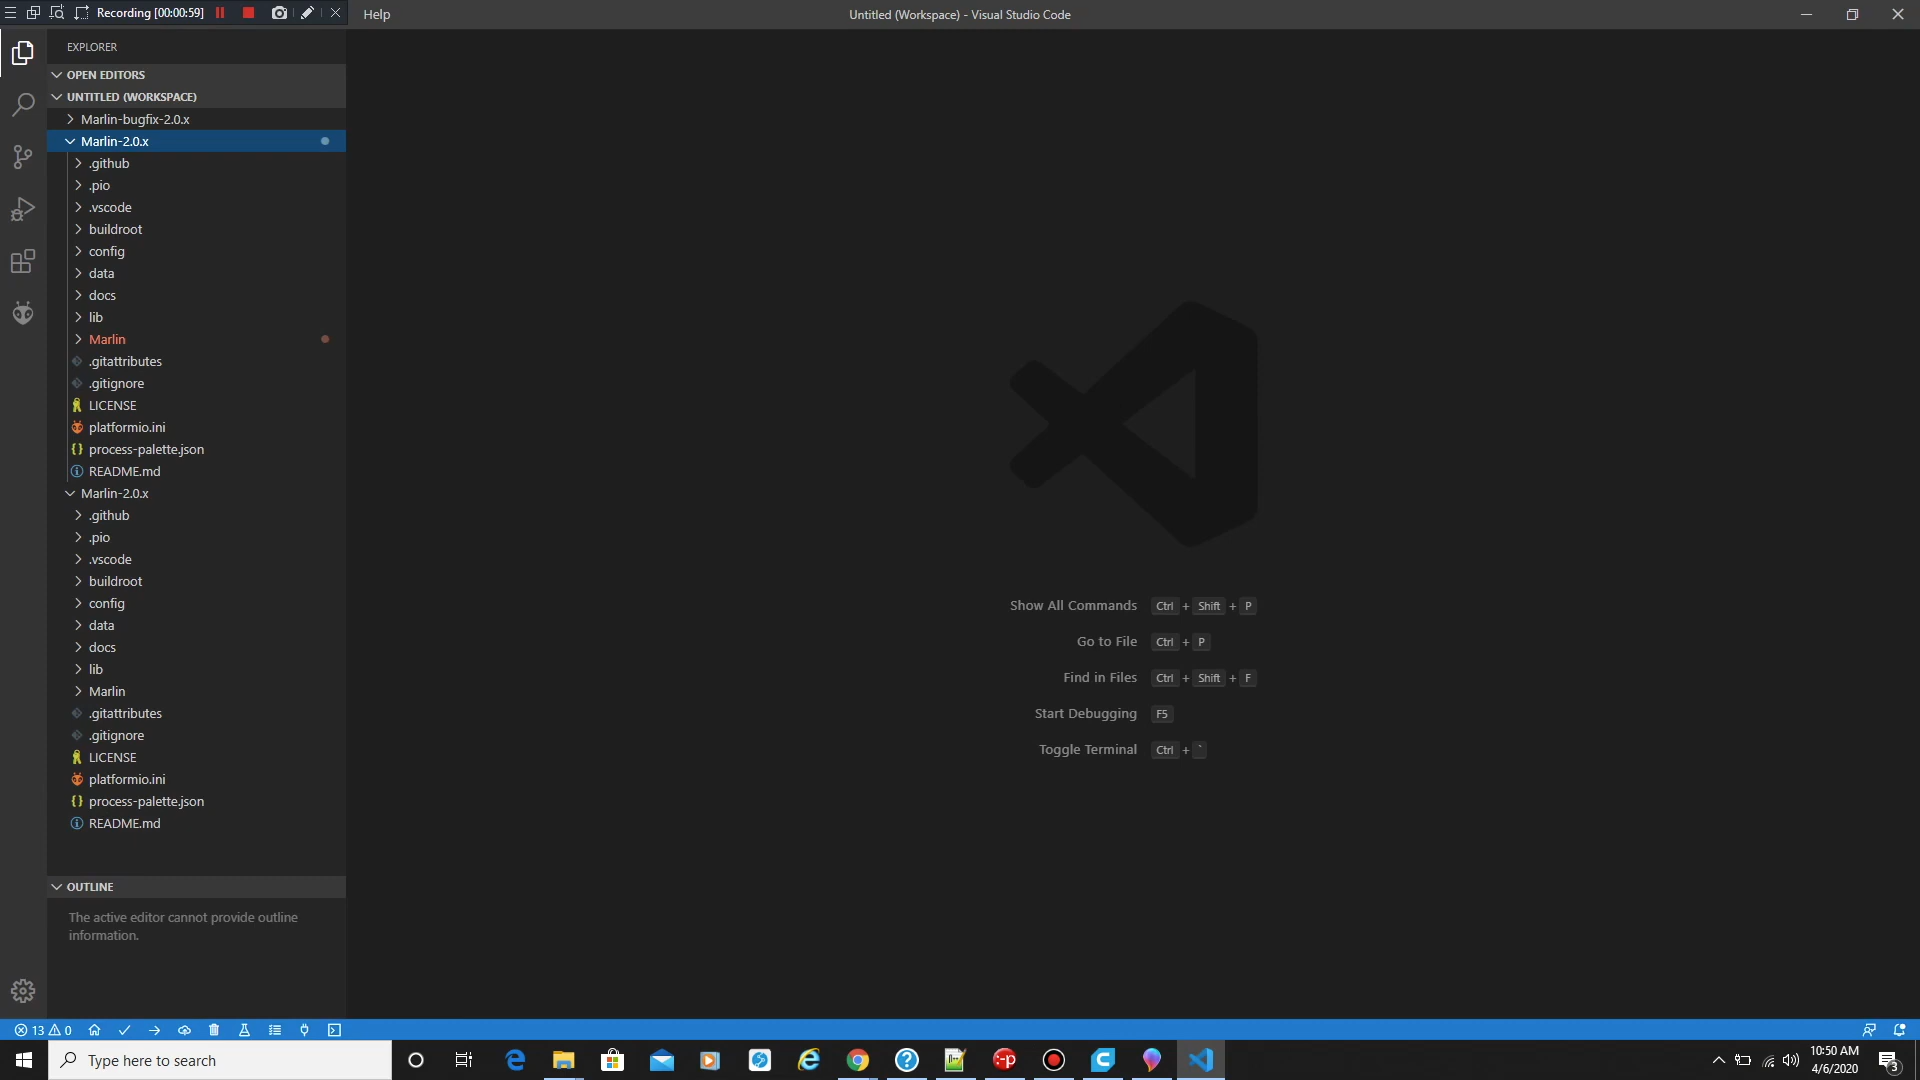 Recording [00:00:59]
Help
Untitled (Workspace) - Visual Studio Code
EXPLORER
OPEN EDITORS
UNTITLED (WORKSPACE)
Marlin-bugfix-2.0.x
Marlin-2.0.x
.github
.pio
.vscode
buildroot
config
data
docs
lib
Marlin
.gitattributes
.gitignore
LICENSE
platformio.ini
process-palette.json
README.md
Marlin-2.0.x
.github
.pio
.vscode
buildroot
config
data
docs
lib
Marlin
.gitattributes
.gitignore
LICENSE
platformio.ini
process-palette.json
README.md
OUTLINE
The active editor cannot provide outline
information.
Show All Commands Ctrl + Shift + P
Go to File Ctrl + P
Find in Files Ctrl + Shift + F
Start Debugging F5
Toggle Terminal Ctrl + `
13 0
Type here to search
10:50 AM
4/6/2020
3